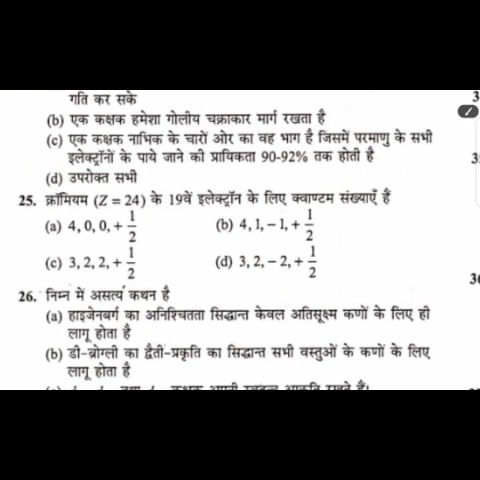 गति कर सके
(b) एक कक्षक हमेशा गोलीय चक्राकार मार्ग रखता है
(c) एक कक्षक नाभिक के चारों ओर का वह भाग है जिसमें परमाणु के सभी
इलेक्ट्रॉनों के पाये जाने की प्रायिकता 90-92% तक होती है
(d) उपरोक्त सभी
25. क्रॉमियम (Z = 24) के 19वें इलेक्ट्रॉन के लिए क्वाण्टम संख्याएँ हैं
(a) 4, 0, 0, + 1/2 (b) 4, 1, – 1, + 1/2
(c) 3, 2, 2, + 1/2 (d) 3, 2, – 2, + 1/2
26. निम्न में असत्य कथन है
(a) हाइजेनबर्ग का अनिश्चितता सिद्धान्त केवल अतिसूक्ष्म कणों के लिए ही
लागू होता है
(b) डी-ब्रोग्ली का द्वैती-प्रकृति का सिद्धान्त सभी वस्तुओं के कणों के लिए
लागू होता है